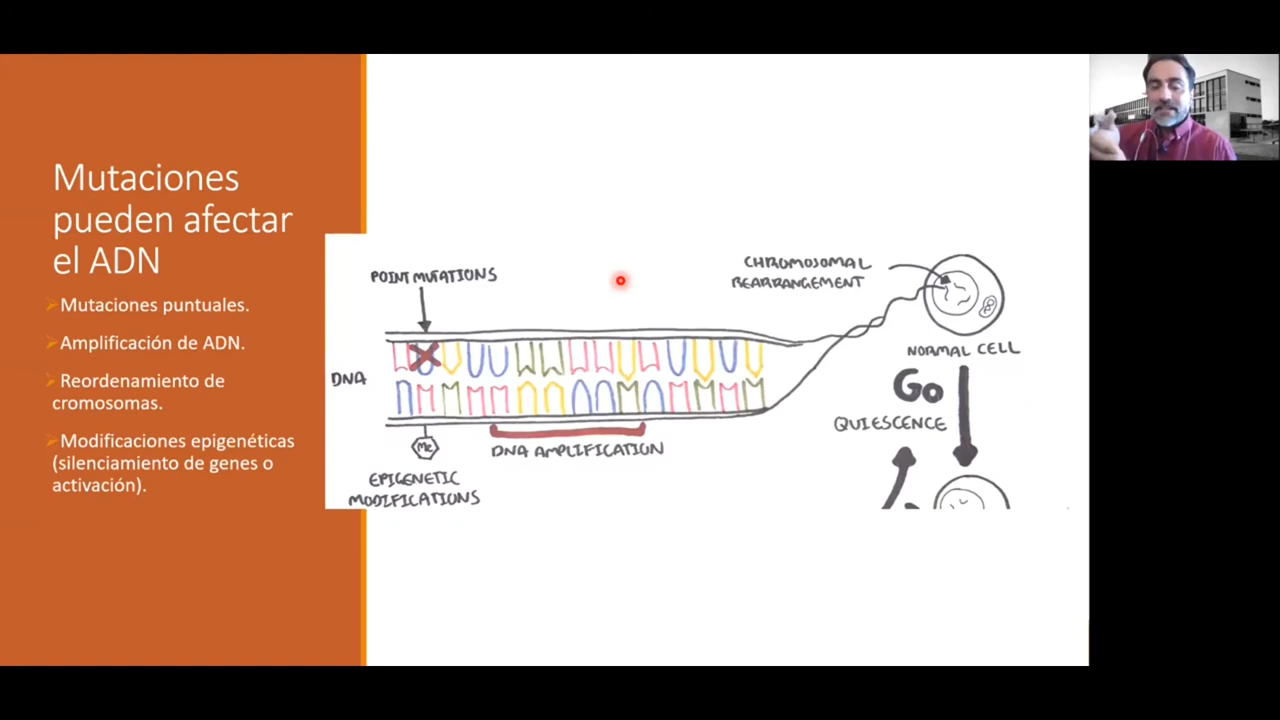 Mutaciones
pueden afectar
el ADN
Mutaciones puntuales.
Amplificación de ADN.
Reordenamiento de
cromosomas.
Modificaciones epigenéticas
(silenciamiento de genes o
activación).
POINT MUTATIONS
DNA
Me
EPIGENETIC
MODIFICATIONS
DNA AMPLIFICATION
CHROMOSOMAL
REARRANGEMENT
NORMAL CELL
Go
QUIESCENCE